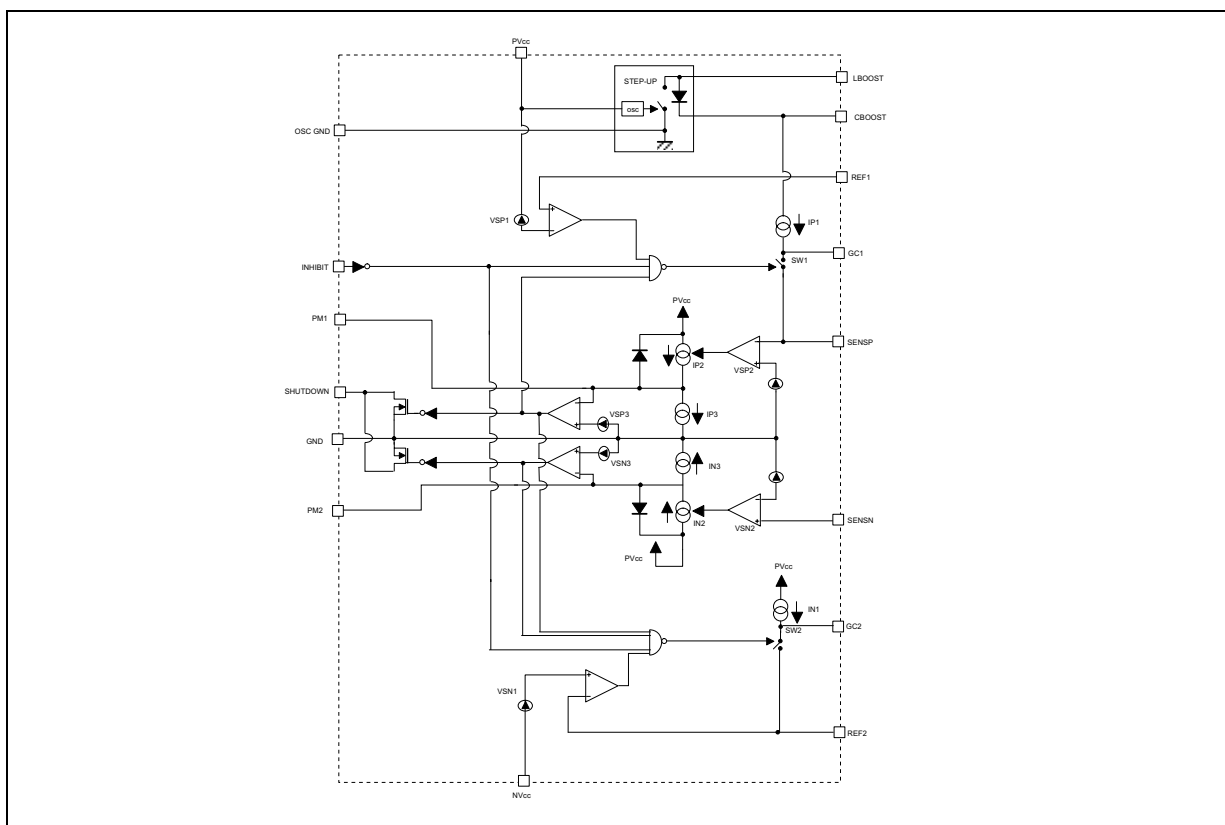 PVcc
STEP-UP
LBOOST
OSC
CBOOST
OSC GND
REF1
VSP1
IP1
INHIBIT
GC1
SW1
PM1
PVcc
SENSP
IP2
VSP2
SHUTDOWN
VSP3
IP3
GND
VSN3
IN3
PM2
IN2
VSN2
SENSN
PVcc
PVcc
IN1
GC2
SW2
VSN1
REF2
NVcc